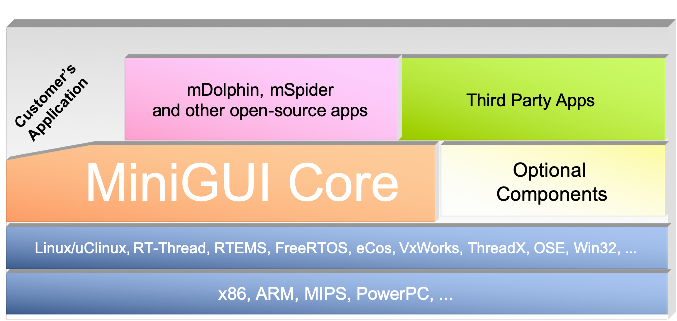 Customer's
Application
mDolphin, mSpider
and other open-source apps
Third Party Apps
MiniGUI Core
Optional
Components
Linux/uClinux, RT-Thread, RTEMS, FreeRTOS, eCos, VxWorks, ThreadX, OSE, Win32, ...
x86, ARM, MIPS, PowerPC, ...